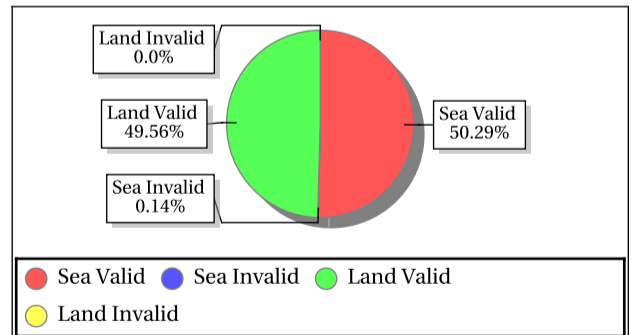 Land Invalid
0.0%
Land Valid
49.56%
Sea Valid
50.29%
Sea Invalid
0.14%
Sea Valid Sea Invalid Land Valid
Land Invalid